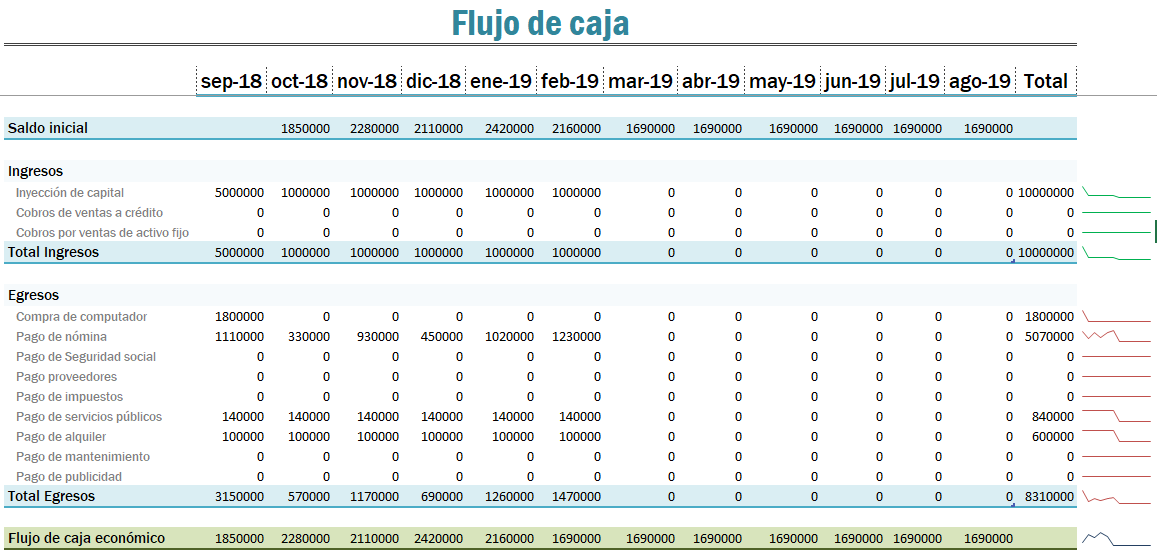 Flujo de caja
sep-18 oct-18 nov-18 dic-18 ene-19 feb-19 mar-19 abr-19 may-19 jun-19 jul-19 ago-19 Total
Saldo inicial 1850000 2280000 2110000 2420000 2160000 1690000 1690000 1690000 1690000 1690000 1690000
Ingresos
Inyección de capital 5000000 1000000 1000000 1000000 1000000 1000000 0 0 0 0 0 0 10000000
Cobros de ventas a crédito 0 0 0 0 0 0 0 0 0 0 0 0 0
Cobros por ventas de activo fijo 0 0 0 0 0 0 0 0 0 0 0 0 0
Total Ingresos 5000000 1000000 1000000 1000000 1000000 1000000 0 0 0 0 0 0 10000000
Egresos
Compra de computador 1800000 0 0 0 0 0 0 0 0 0 0 0 1800000
Pago de nómina 1110000 330000 930000 450000 1020000 1230000 0 0 0 0 0 0 5070000
Pago de Seguridad social 0 0 0 0 0 0 0 0 0 0 0 0 0
Pago proveedores 0 0 0 0 0 0 0 0 0 0 0 0 0
Pago de impuestos 0 0 0 0 0 0 0 0 0 0 0 0 0
Pago de servicios públicos 140000 140000 140000 140000 140000 140000 0 0 0 0 0 0 840000
Pago de alquiler 100000 100000 100000 100000 100000 100000 0 0 0 0 0 0 600000
Pago de mantenimiento 0 0 0 0 0 0 0 0 0 0 0 0 0
Pago de publicidad 0 0 0 0 0 0 0 0 0 0 0 0 0
Total Egresos 3150000 570000 1170000 690000 1260000 1470000 0 0 0 0 0 0 8310000
Flujo de caja económico 1850000 2280000 2110000 2420000 2160000 1690000 1690000 1690000 1690000 1690000 1690000 1690000